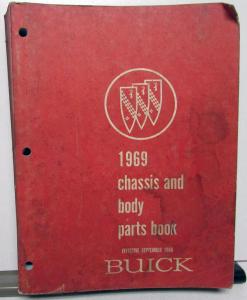 1969
chassis and
body
parts book
EFFECTIVE SEPTEMBER 1968
BUICK